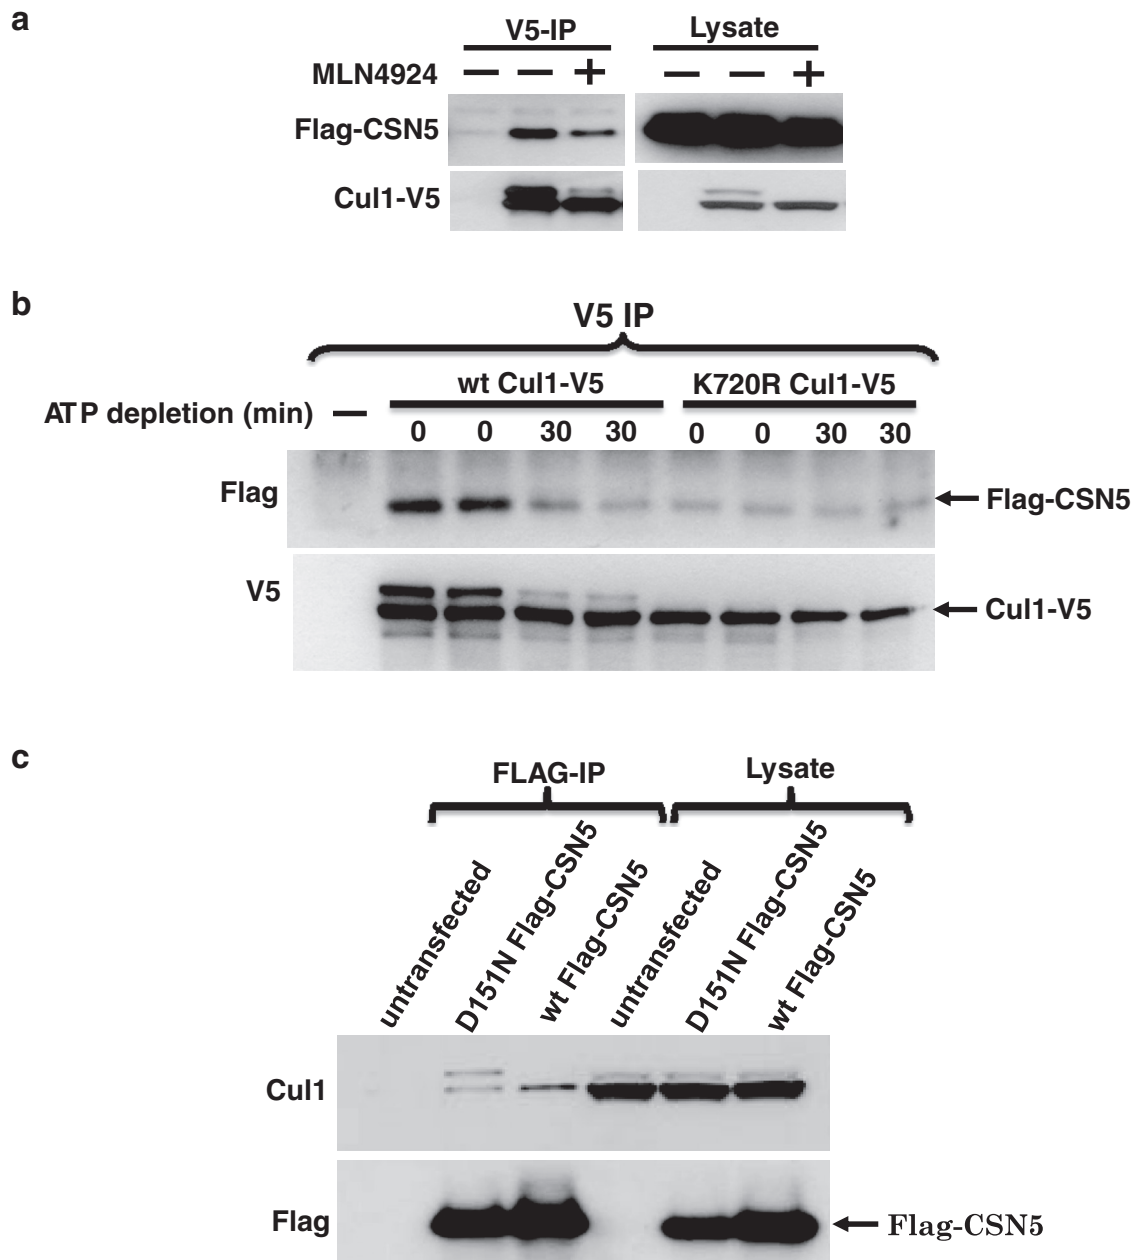 a
V5-IP Lysate
MLN4924 — — + — — +
Flag-CSN5
Cul1-V5
b
V5 IP
wt Cul1-V5 K720R Cul1-V5
ATP depletion (min) — 0 0 30 30 0 0 30 30
Flag Flag-CSN5
V5 Cul1-V5
c
FLAG-IP Lysate
untransfected D151N Flag-CSN5 wt Flag-CSN5 untransfected D151N Flag-CSN5 wt Flag-CSN5
Cul1
Flag Flag-CSN5